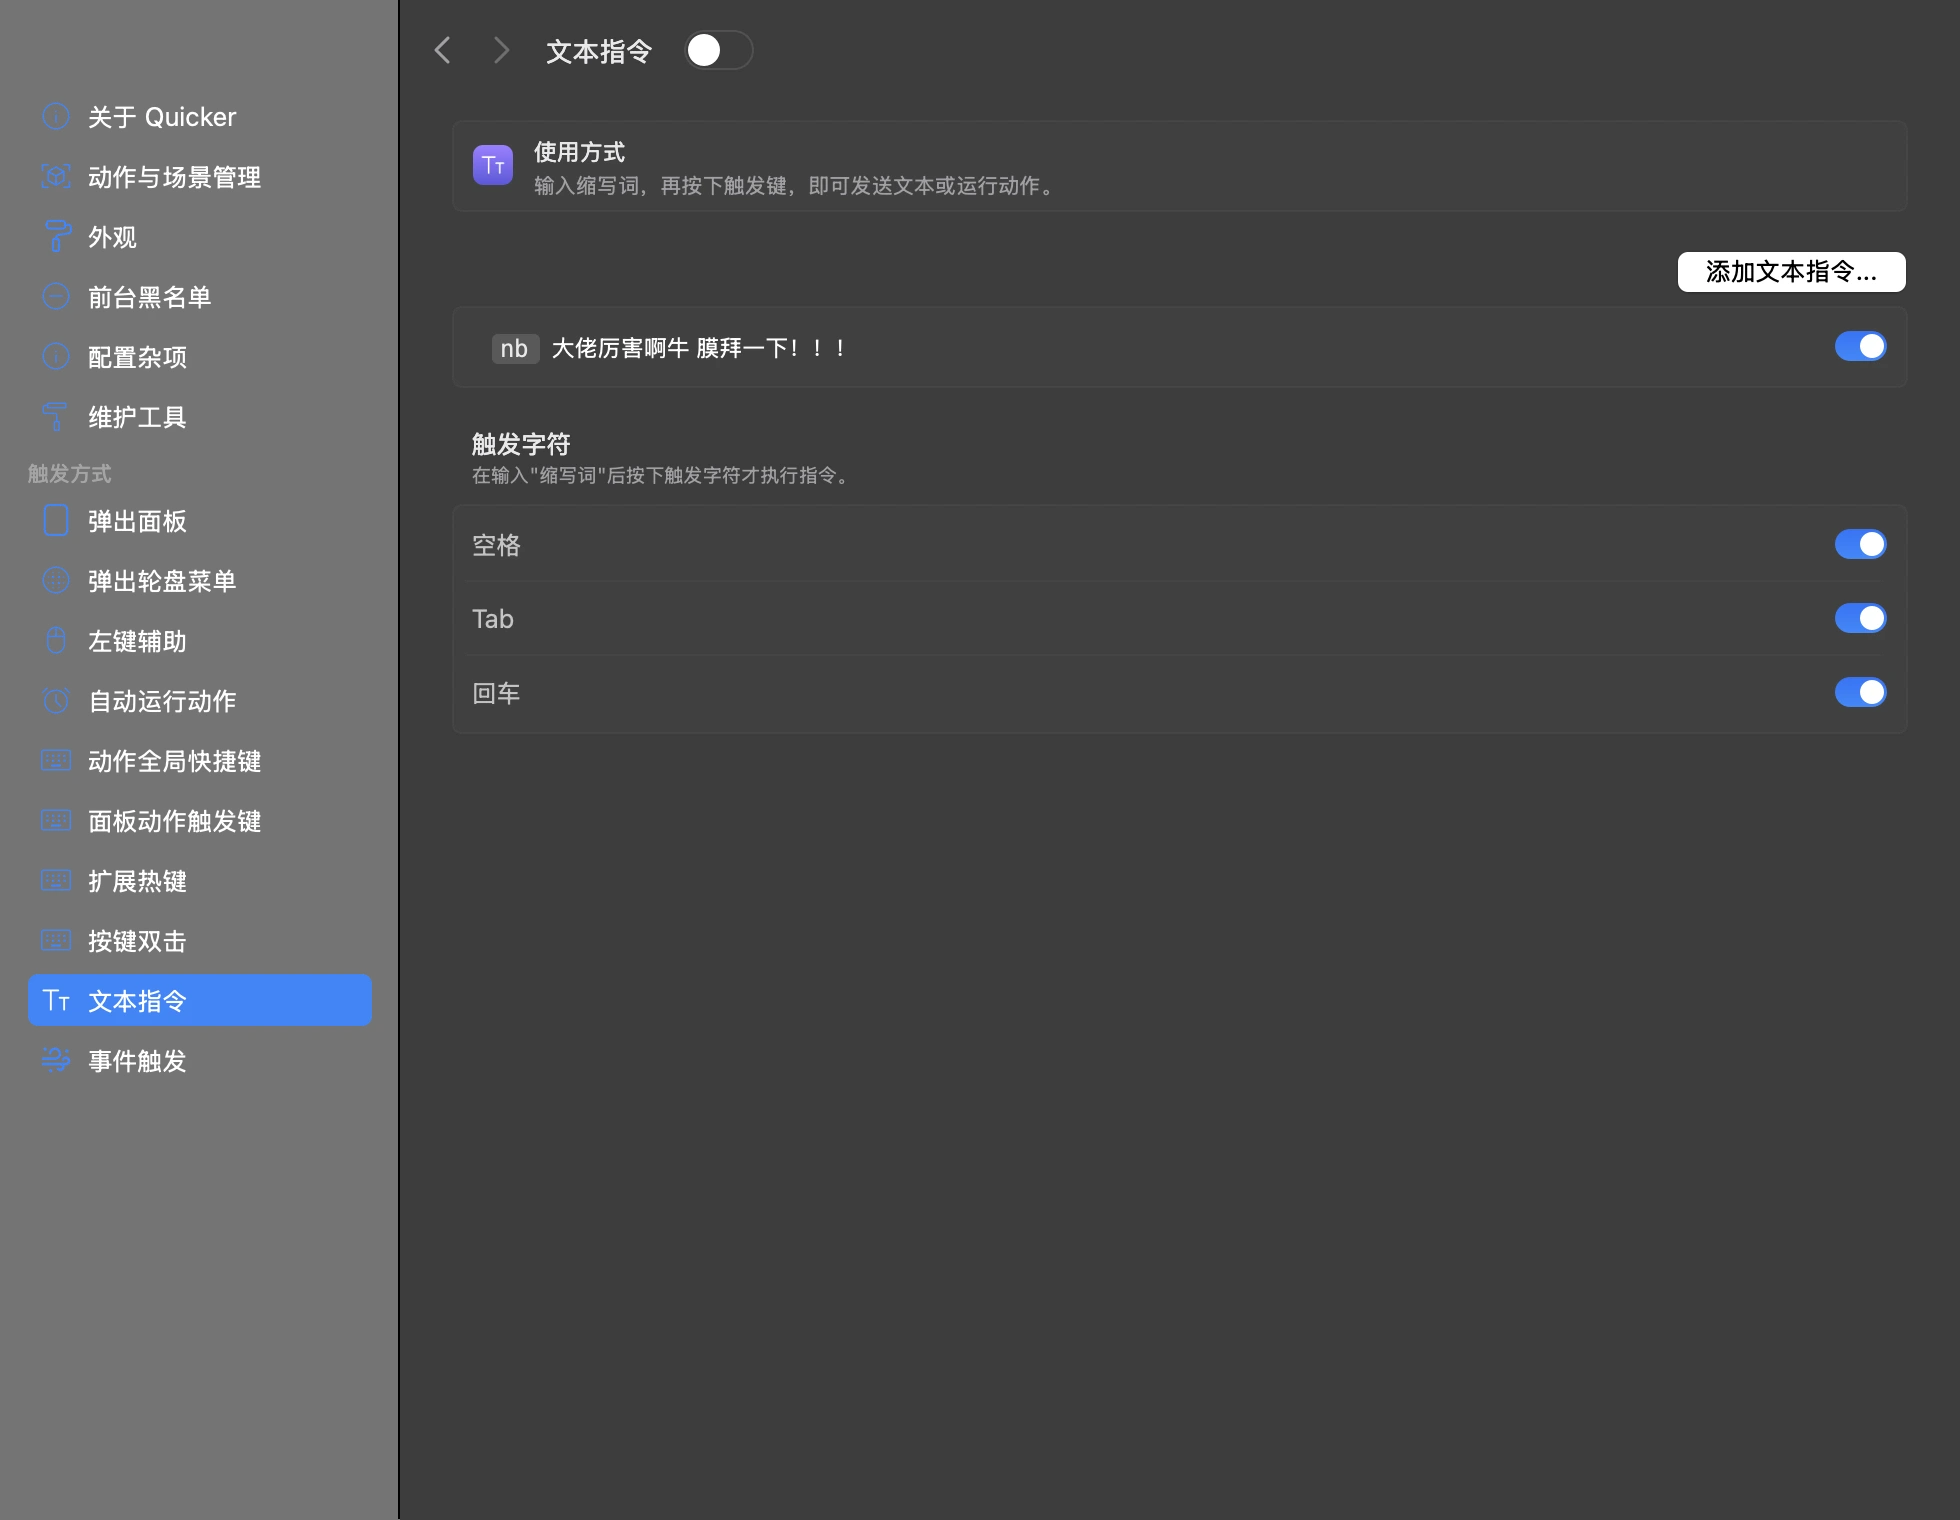 关于 Quicker
动作与场景管理
外观
前台黑名单
配置杂项
维护工具
触发方式
弹出面板
弹出轮盘菜单
左键辅助
自动运行动作
动作全局快捷键
面板动作触发键
扩展热键
按键双击
文本指令
事件触发
文本指令
使用方式
输入缩写词，再按下触发键，即可发送文本或运行动作。
添加文本指令...
nb 大佬厉害啊牛 膜拜一下！！！
触发字符
在输入"缩写词"后按下触发字符才执行指令。
空格
Tab
回车